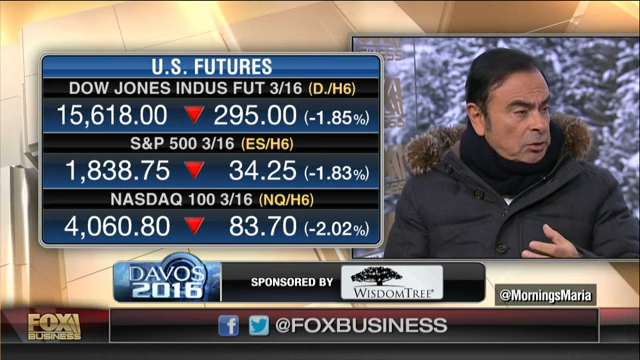 U.S. FUTURES
DOW JONES INDUS FUT 3/16 (D./H6)
15,618.00 ▼ 295.00 (-1.85%)
S&P 500 3/16 (ES/H6)
1,838.75 ▼ 34.25 (-1.83%)
NASDAQ 100 3/16 (NQ/H6)
4,060.80 ▼ 83.70 (-2.02%)
DAVOS
2016
SPONSORED BY
WISDOMTREE®
@MorningsMaria
FOX
BUSINESS
@FOXBUSINESS